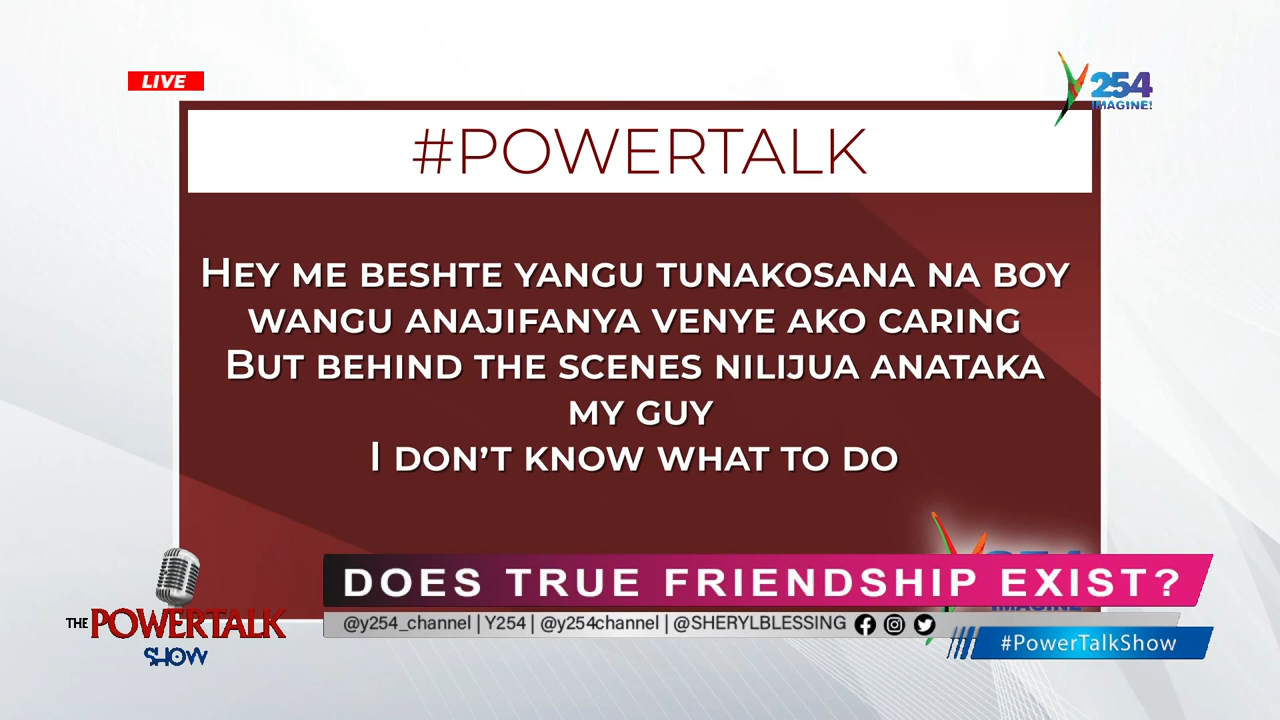 LIVE
254
IMAGINE!
#POWERTALK
HEY ME BESHTE YANGU TUNAKOSANA NA BOY
WANGU ANAJIFANYA VENYE AKO CARING
BUT BEHIND THE SCENES NILIJUA ANATAKA
MY GUY
I DON'T KNOW WHAT TO DO
DOES TRUE FRIENDSHIP EXIST?
@y254_channel | Y254 | @y254channel | @SHERYLBLESSING
#PowerTalkShow
THE POWERTALK
SHOW